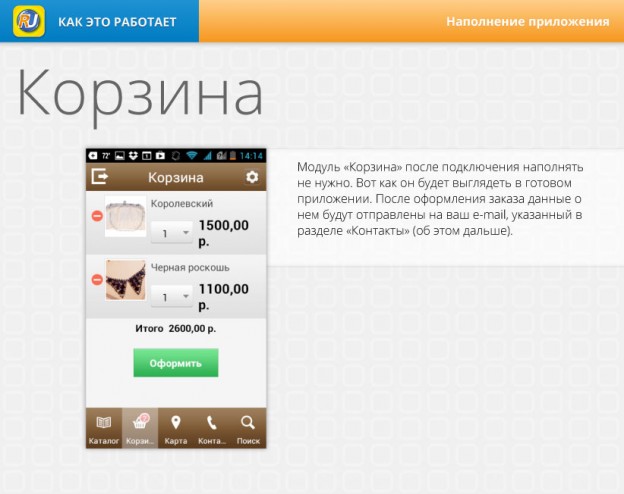 RU
КАК ЭТО РАБОТАЕТ
Наполнение приложения
Корзина
72°
14:14
Корзина
Королевский
1
1500,00
р.
Черная роскошь
1
1100,00
р.
Итого 2600,00 р.
Оформить
Каталог Корзи... Карта Конта... Поиск
Модуль «Корзина» после подключения наполнять
не нужно. Вот как он будет выглядеть в готовом
приложении. После оформления заказа данные о
нем будут отправлены на ваш e-mail, указанный в
разделе «Контакты» (об этом дальше).